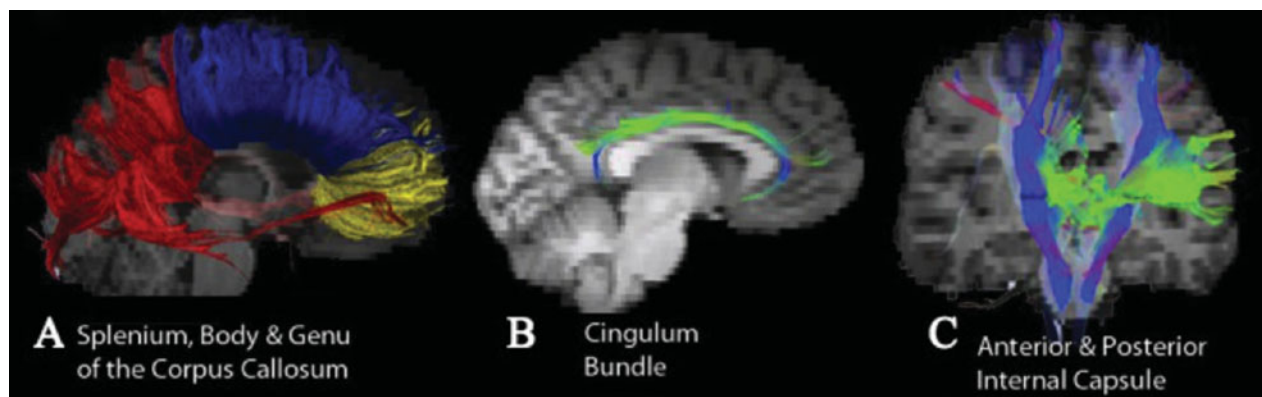 A Splenium, Body & Genu
of the Corpus Callosum
B Cingulum
Bundle
C Anterior & Posterior
Internal Capsule